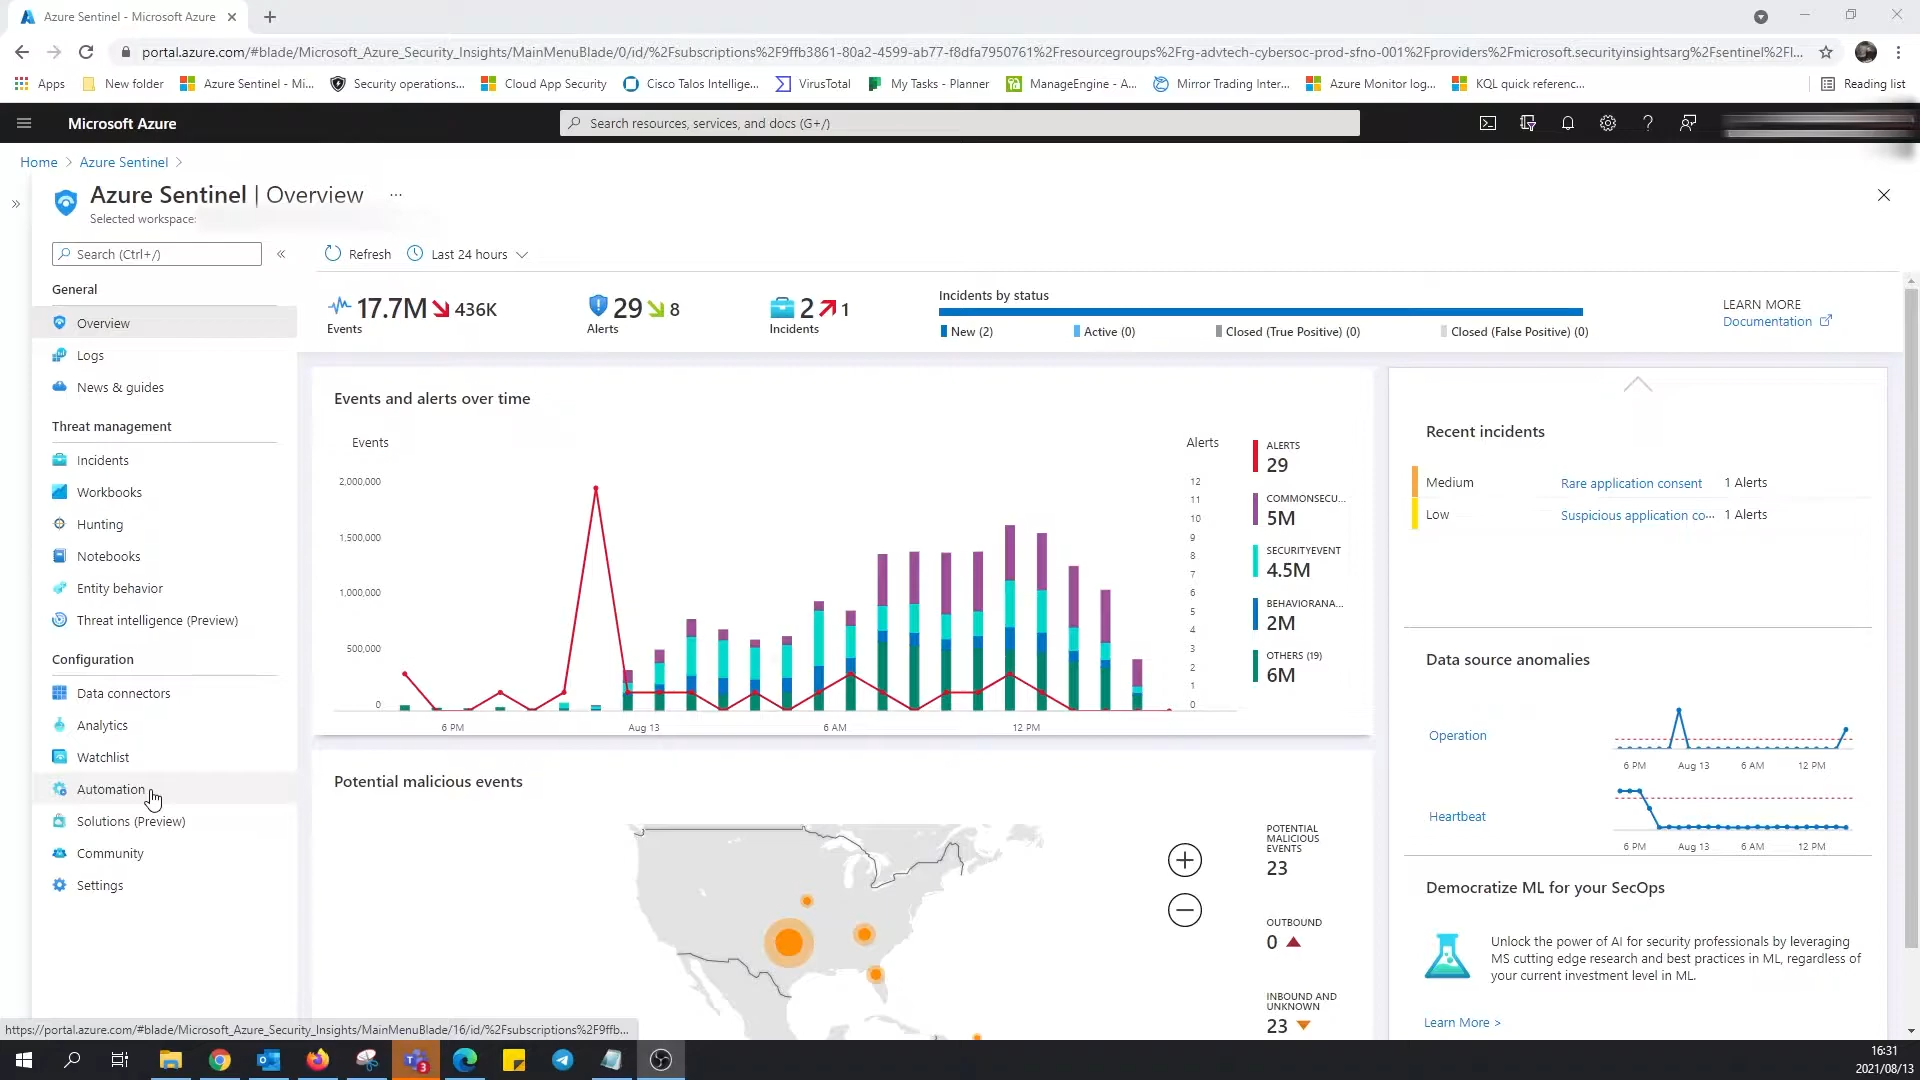 Azure Sentinel - Microsoft Azure
portal.azure.com/#blade/Microsoft_Azure_Security_Insights/MainMenuBlade/0/id/%2Fsubscriptions%2F9ffb3861-80a2-4599-ab77-f8dfa7950761%2Fresourcegroups%2Frg-advtech-cybersoc-prod-sfno-001%2Fproviders%2Fmicrosoft.securityinsightsarg%2Fsentinel%2Fl...
Apps New folder Azure Sentinel - Mi... Security operations... Cloud App Security Cisco Talos Intellige... VirusTotal My Tasks - Planner ManageEngine - A... Mirror Trading Inter... Azure Monitor log... KQL quick referenc... Reading list
Microsoft Azure
Search resources, services, and docs (G+/)
Home > Azure Sentinel >
Azure Sentinel | Overview ...
Selected workspace:
Search (Ctrl+/)
«
Refresh Last 24 hours
General
Overview
Logs
News & guides
Threat management
Incidents
Workbooks
Hunting
Notebooks
Entity behavior
Threat intelligence (Preview)
Configuration
Data connectors
Analytics
Watchlist
Automation
Solutions (Preview)
Community
Settings
17.7M 436K
Events
29 8
Alerts
2 1
Incidents
Incidents by status
New (2) Active (0) Closed (True Positive) (0) Closed (False Positive) (0)
LEARN MORE
Documentation
Events and alerts over time
Events
2,000,000
1,500,000
1,000,000
500,000
0
Alerts
12
11
10
9
8
7
6
5
4
3
2
1
0
6 PM Aug 13 6 AM 12 PM
ALERTS
29
COMMONSECU...
5M
SECURITYEVENT
4.5M
BEHAVIORANA...
2M
OTHERS (19)
6M
Potential malicious events
POTENTIAL
MALICIOUS
EVENTS
23
OUTBOUND
0
INBOUND AND
UNKNOWN
23
Recent incidents
Medium Rare application consent 1 Alerts
Low Suspicious application co... 1 Alerts
Data source anomalies
Operation
6 PM Aug 13 6 AM 12 PM
Heartbeat
6 PM Aug 13 6 AM 12 PM
Democratize ML for your SecOps
Unlock the power of AI for security professionals by leveraging
MS cutting edge research and best practices in ML, regardless of
your current investment level in ML.
Learn More >
https://portal.azure.com/#blade/Microsoft_Azure_Security_Insights/MainMenuBlade/16/id/%2Fsubscriptions%2F9ffb...
3
16:31
2021/08/13